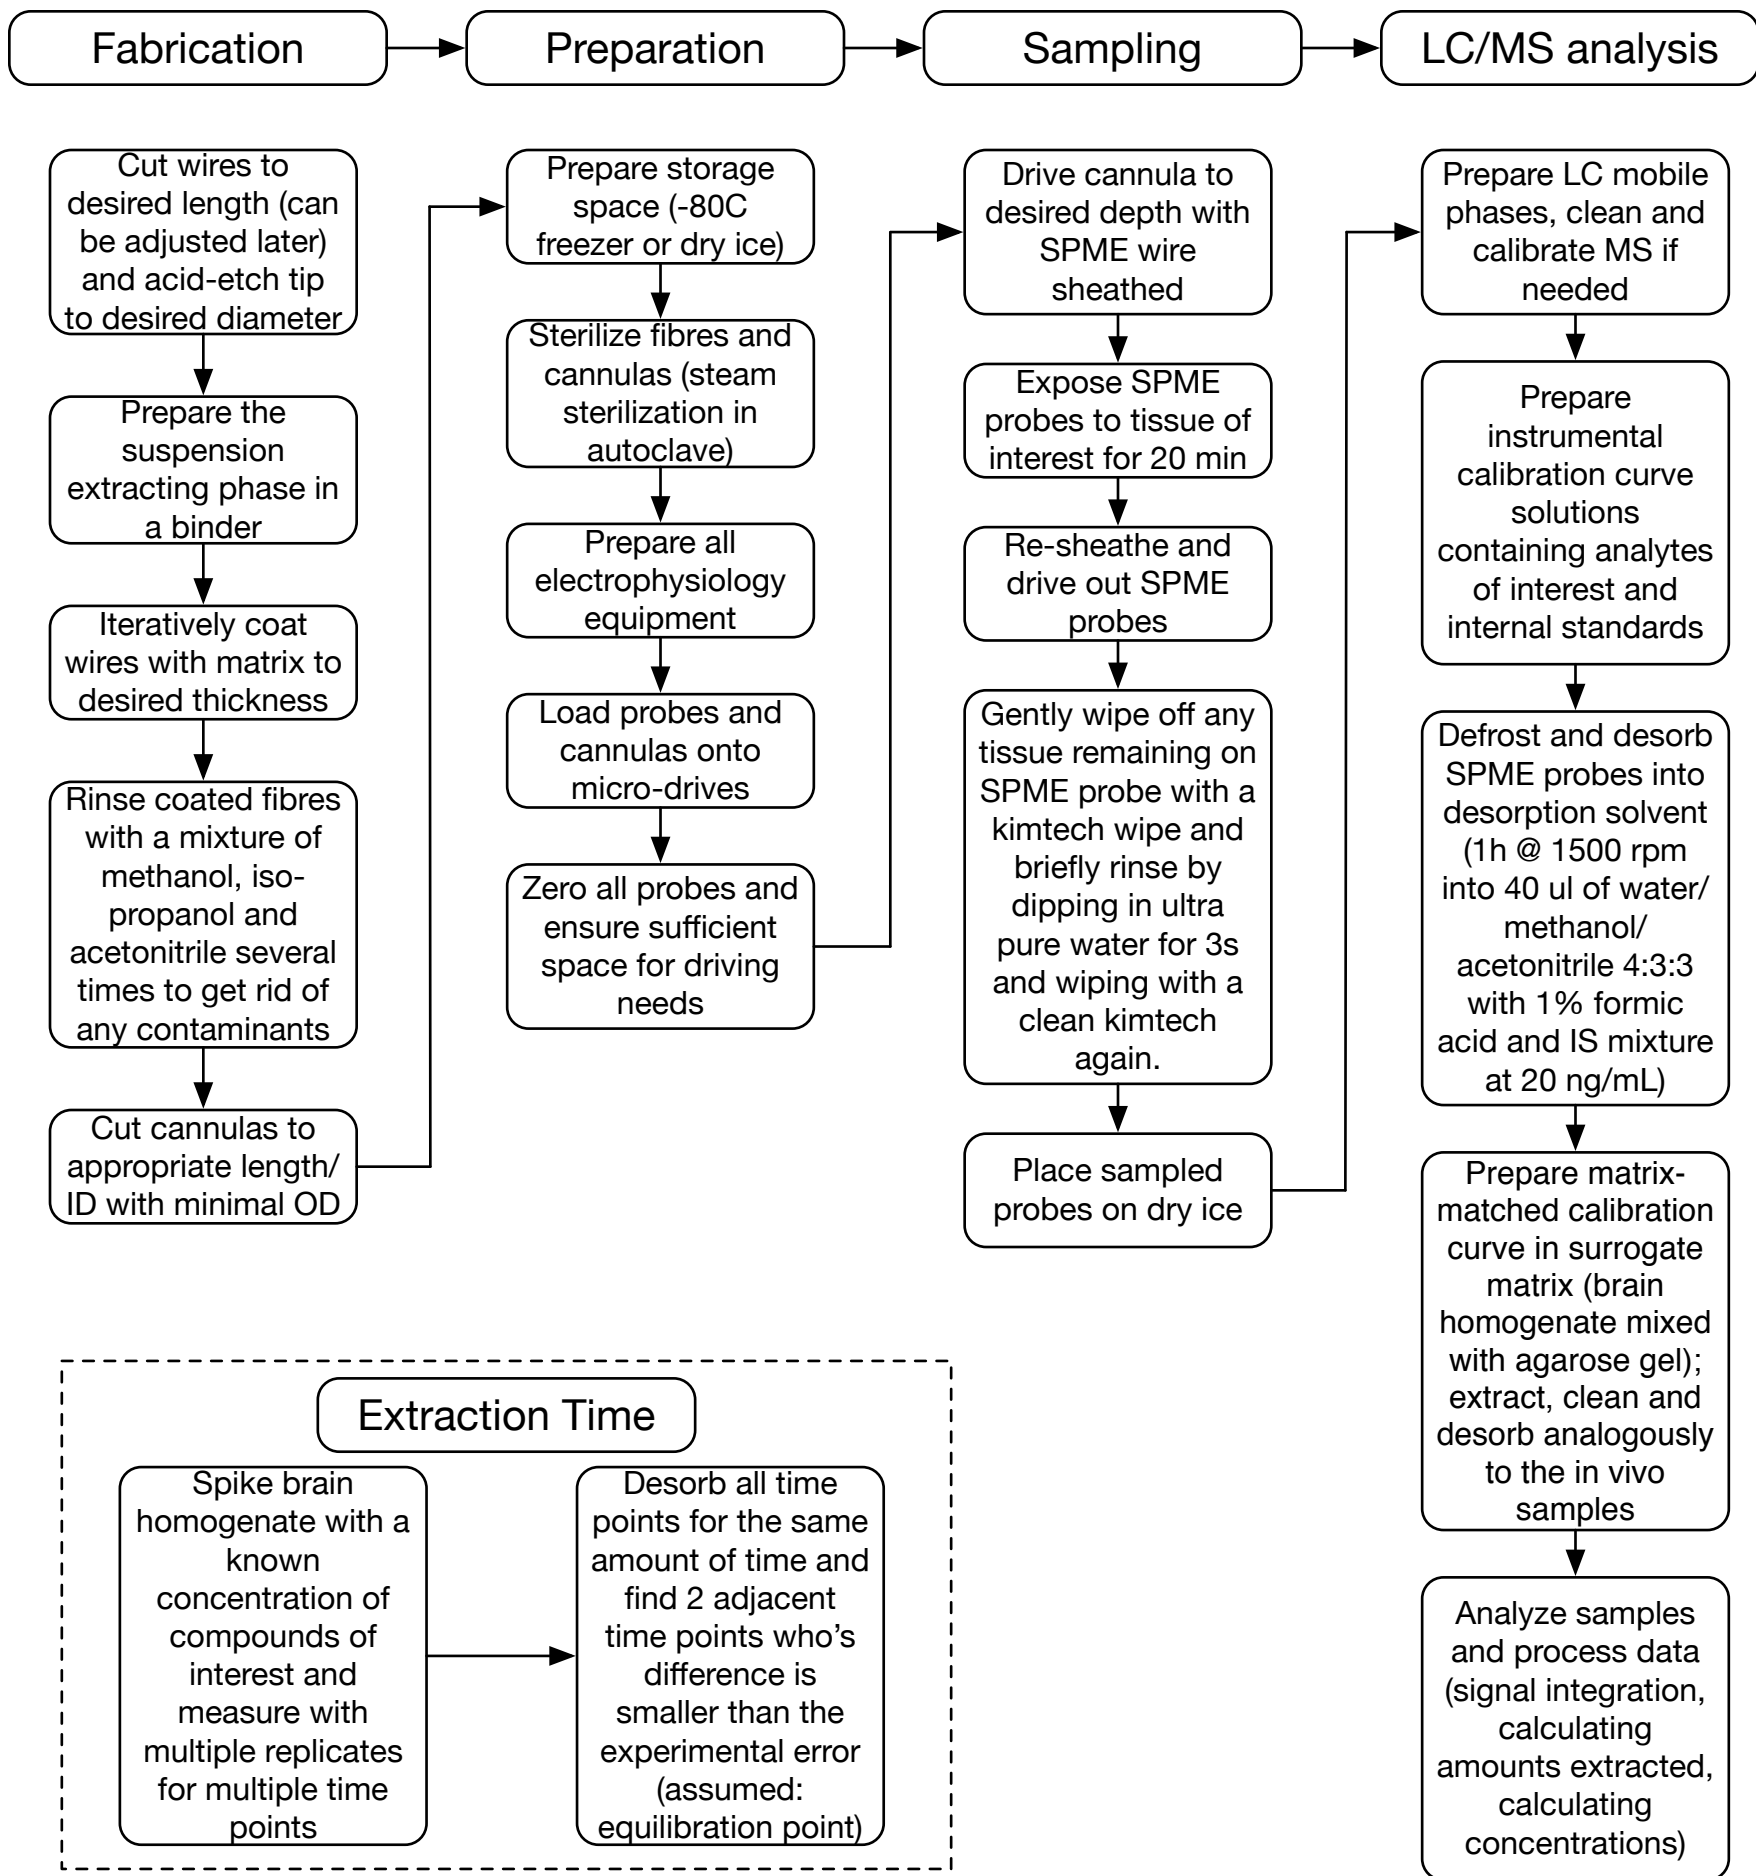 Fabrication
Preparation
Sampling
LC/MS analysis
Cut wires to
desired length (can
be adjusted later)
and acid-etch tip
to desired diameter
Prepare the
suspension
extracting phase in
a binder
Iteratively coat
wires with matrix to
desired thickness
Rinse coated fibres
with a mixture of
methanol, iso-
propanol and
acetonitrile several
times to get rid of
any contaminants
Cut cannulas to
appropriate length/
ID with minimal OD
Prepare storage
space (-80C
freezer or dry ice)
Sterilize fibres and
cannulas (steam
sterilization in
autoclave)
Prepare all
electrophysiology
equipment
Load probes and
cannulas onto
micro-drives
Zero all probes and
ensure sufficient
space for driving
needs
Drive cannula to
desired depth with
SPME wire
sheathed
Expose SPME
probes to tissue of
interest for 20 min
Re-sheathe and
drive out SPME
probes
Gently wipe off any
tissue remaining on
SPME probe with a
kimtech wipe and
briefly rinse by
dipping in ultra
pure water for 3s
and wiping with a
clean kimtech
again.
Place sampled
probes on dry ice
Prepare LC mobile
phases, clean and
calibrate MS if
needed
Prepare
instrumental
calibration curve
solutions
containing analytes
of interest and
internal standards
Defrost and desorb
SPME probes into
desorption solvent
(1h @ 1500 rpm
into 40 ul of water/
methanol/
acetonitrile 4:3:3
with 1% formic
acid and IS mixture
at 20 ng/mL)
Prepare matrix-
matched calibration
curve in surrogate
matrix (brain
homogenate mixed
with agarose gel);
extract, clean and
desorb analogously
to the in vivo
samples
Analyze samples
and process data
(signal integration,
calculating
amounts extracted,
calculating
concentrations)
Extraction Time
Spike brain
homogenate with a
known
concentration of
compounds of
interest and
measure with
multiple replicates
for multiple time
points
Desorb all time
points for the same
amount of time and
find 2 adjacent
time points who's
difference is
smaller than the
experimental error
(assumed:
equilibration point)